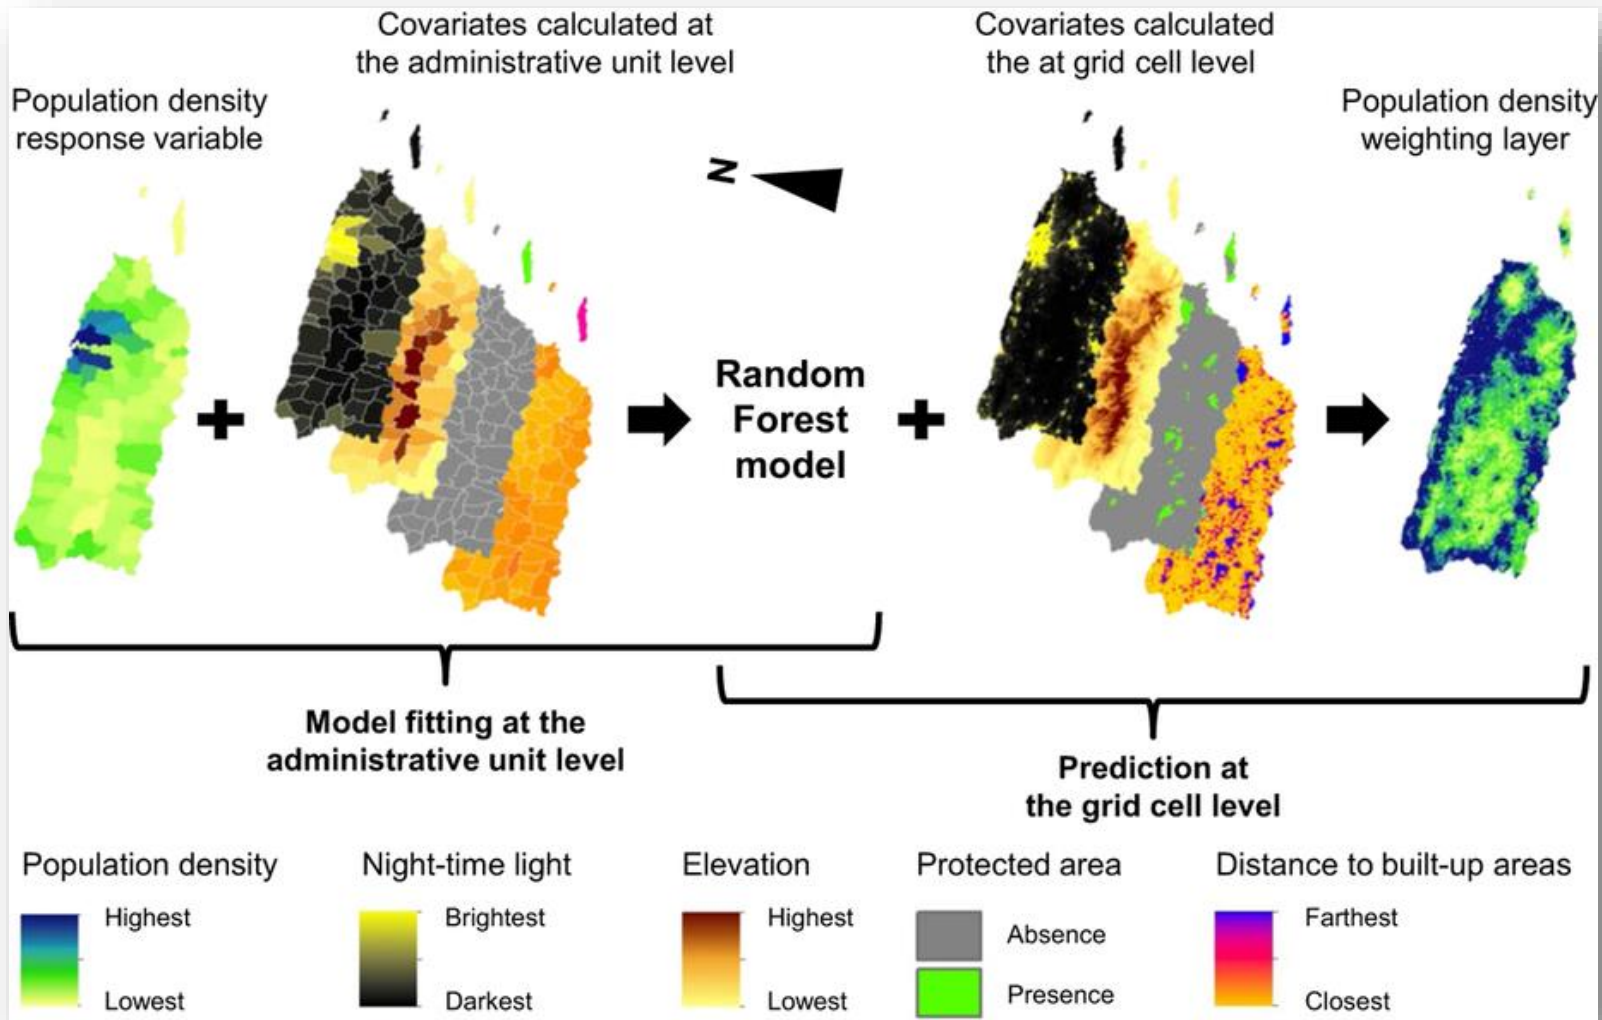 Covariates calculated at
the administrative unit level
Covariates calculated
the at grid cell level
Population density
response variable
Population density
weighting layer
N
Random
Forest
model
Model fitting at the
administrative unit level
Prediction at
the grid cell level
Population density
Highest
Lowest
Night-time light
Brightest
Darkest
Elevation
Highest
Lowest
Protected area
Absence
Presence
Distance to built-up areas
Farthest
Closest